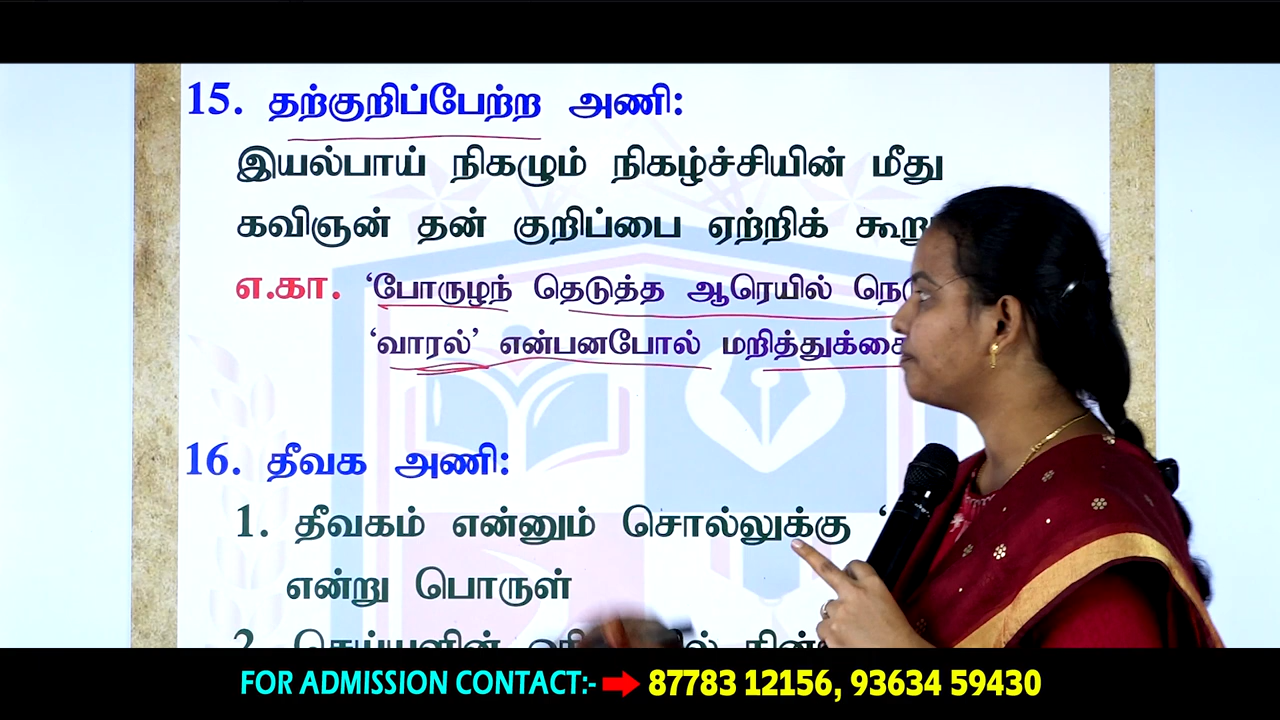 15. தற்குறிப்பேற்ற அணி:
இயல்பாய் நிகழும் நிகழ்ச்சியின் மீது
கவிஞன் தன் குறிப்பை ஏற்றிக்
எ.கா. ‘போருழந் தெடுத்த ஆரெயில்
‘வாரல்’ என்பனபோல்
16. தீவக அணி:
1. தீவகம் என்னும் சொல்லுக்கு ‘
என்று பொருள்
2. செய்யுளின்
FOR ADMISSION CONTACT:- 87783 12156, 93634 59430